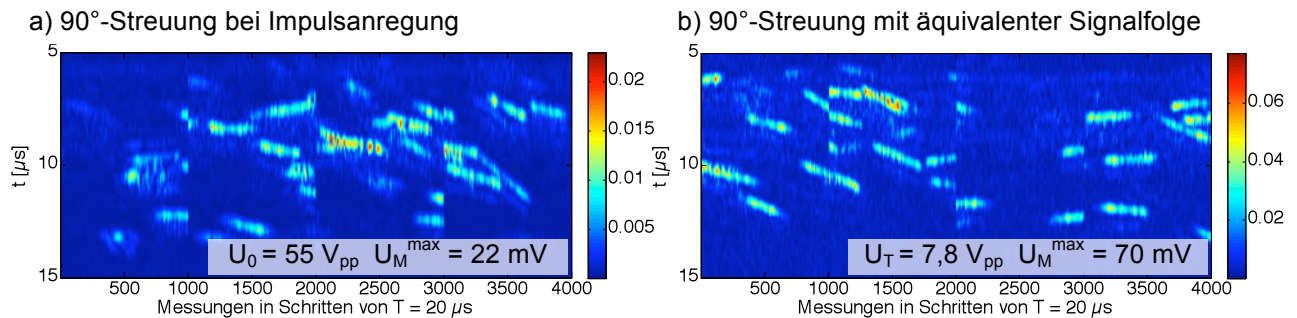 a) 90°-Streuung bei Impulsanregung
5
10
15
t [µs]
500 1000 1500 2000 2500 3000 3500 4000
Messungen in Schritten von T = 20 µs
0.02
0.015
0.01
0.005
U0 = 55 Vpp UMmax = 22 mV
b) 90°-Streuung mit äquivalenter Signalfolge
5
10
15
t [µs]
500 1000 1500 2000 2500 3000 3500 4000
Messungen in Schritten von T = 20 µs
0.06
0.04
0.02
UT = 7,8 Vpp UMmax = 70 mV